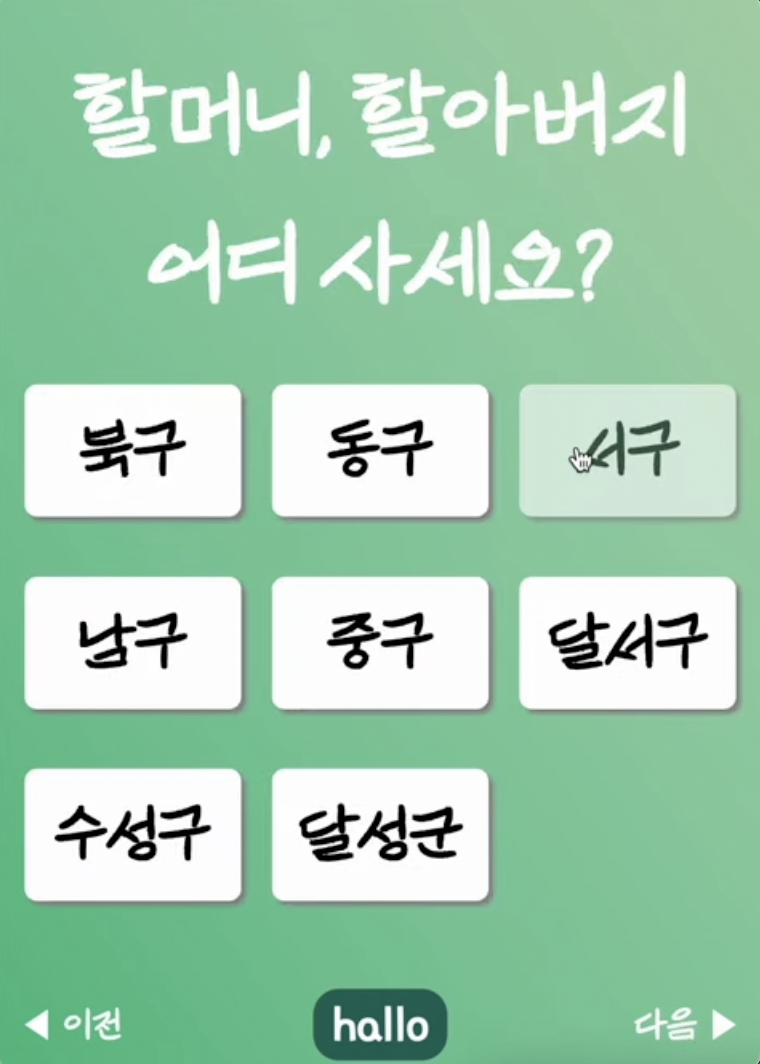 할머니, 할아버지
어디 사세요?
북구 동구 서구
남구 중구 달서구
수성구 달성군
◀ 이전 hallo 다음 ▶